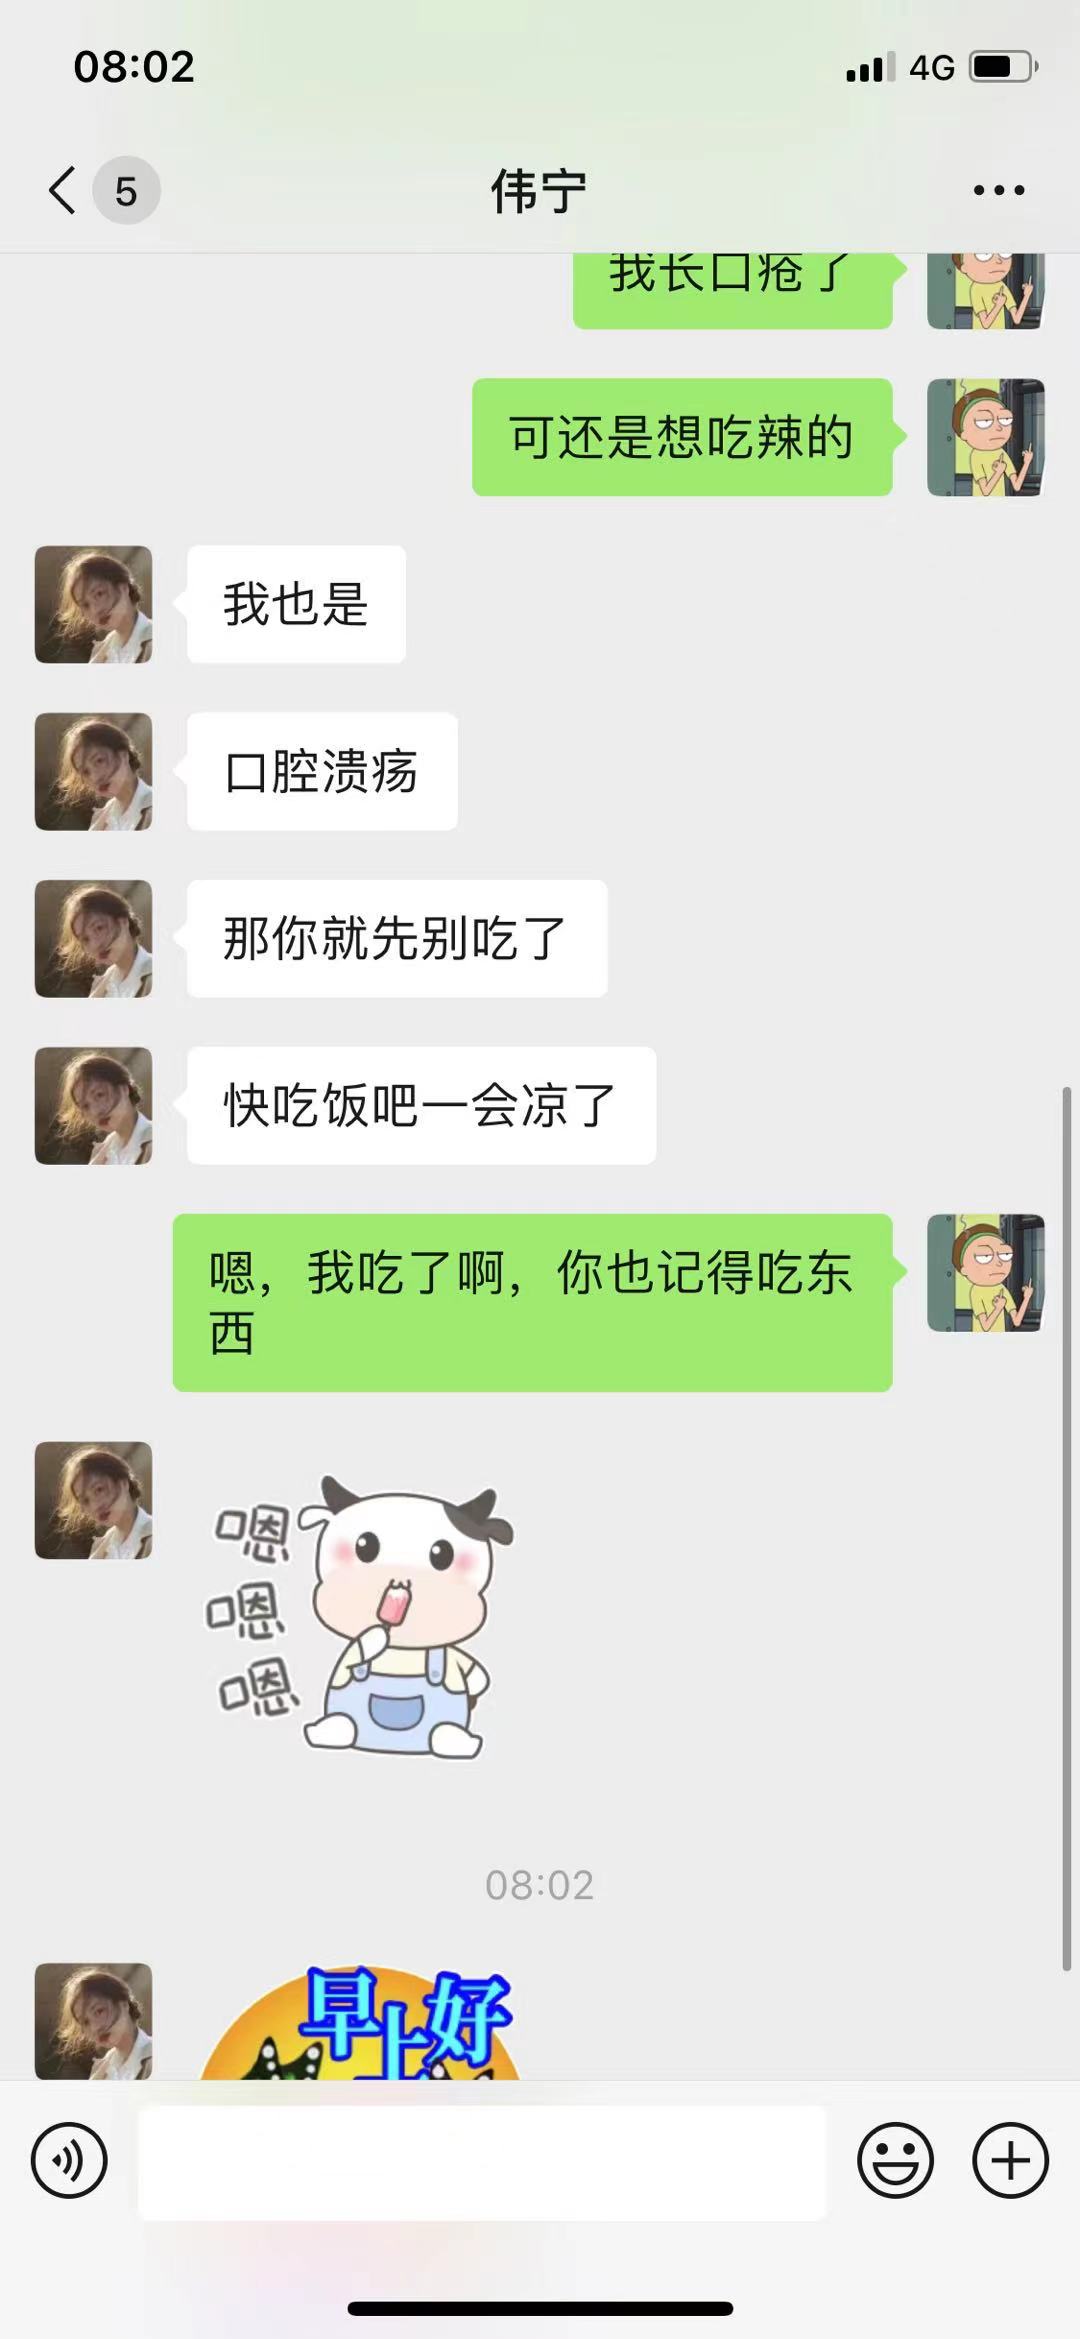 08:02
4G
5
伟宁
我长口疮了
可还是想吃辣的
我也是
口腔溃疡
那你就先别吃了
快吃饭吧一会凉了
嗯，我吃了啊，你也记得吃东
西
嗯
嗯
嗯
08:02
早上好